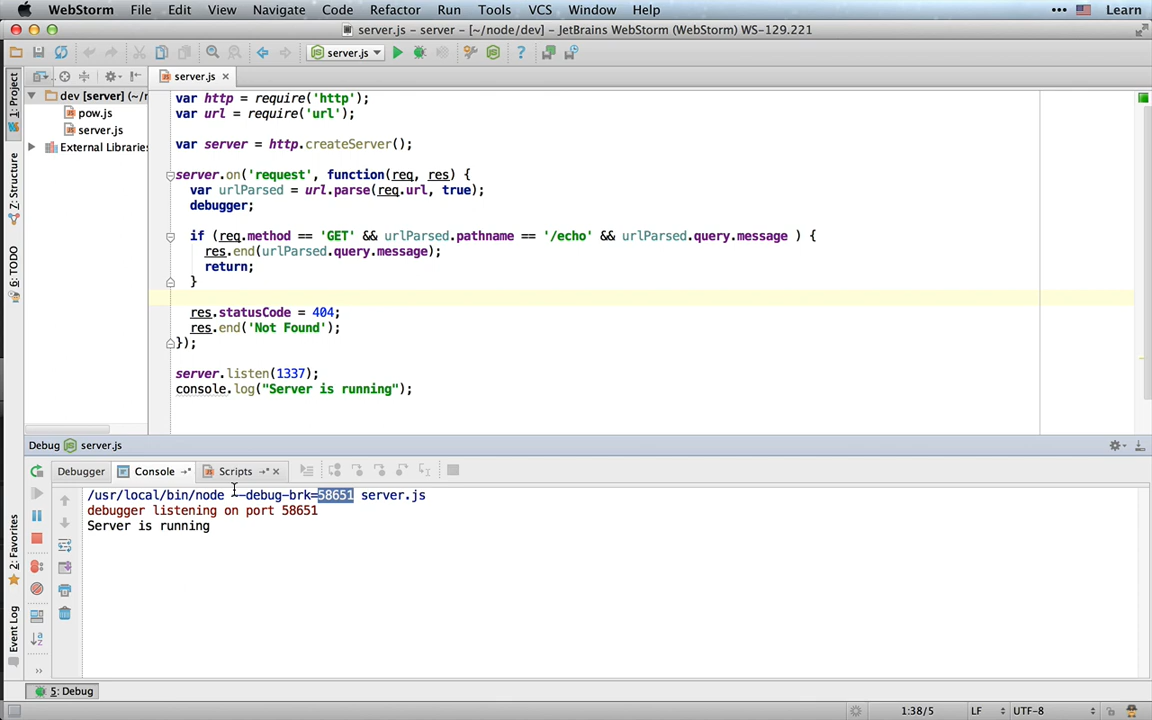 WebStorm File Edit View Navigate Code Refactor Run Tools VCS Window Help Learn
server.js – server – [~/node/dev] – JetBrains WebStorm (WebStorm) WS-129.221
server.js
1: Project
Z: Structure
6: TODO
2: Favorites
Event Log
dev [server] (~/r
pow.js
server.js
External Libraries
server.js
var http = require('http');
var url = require('url');
var server = http.createServer();
server.on('request', function(req, res) {
var urlParsed = url.parse(req.url, true);
debugger;
if (req.method == 'GET' && urlParsed.pathname == '/echo' && urlParsed.query.message ) {
res.end(urlParsed.query.message);
return;
}
res.statusCode = 404;
res.end('Not Found');
});
server.listen(1337);
console.log("Server is running");
Debug server.js
Debugger Console Scripts
/usr/local/bin/node --debug-brk=58651 server.js
debugger listening on port 58651
Server is running
5: Debug
1:38/5 LF UTF-8